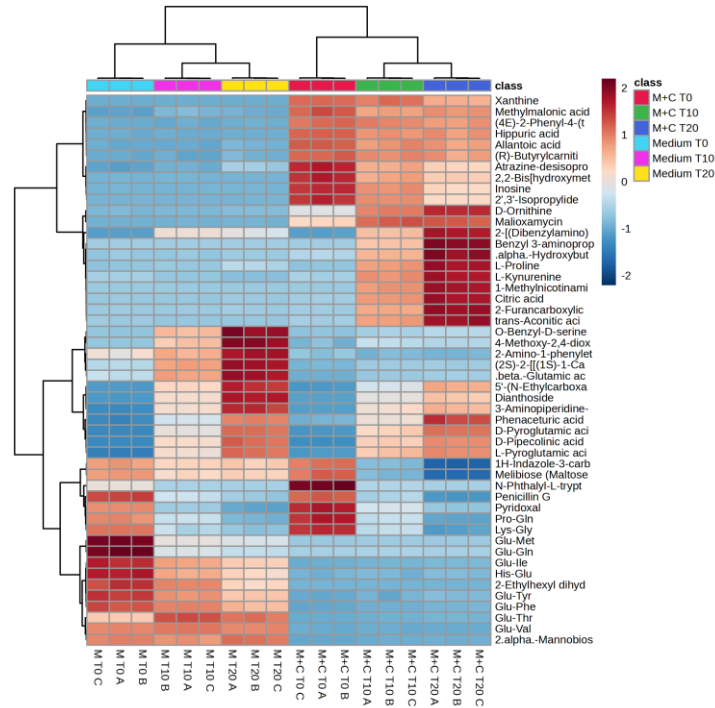 class
Xanthine
Methylmalonic acid
(4E)-2-Phenyl-4-(t
Hippuric acid
Allantoic acid
(R)-Butyrylcarniti
Atrazine-desisopro
2,2-Bis[hydroxymet
Inosine
2',3'-Isopropylide
D-Ornithine
Malioxamycin
2-[(Dibenzylamino)
Benzyl 3-aminoprop
.alpha.-Hydroxybut
L-Proline
L-Kynurenine
1-Methylnicotinami
Citric acid
2-Furancarboxylic
trans-Aconitic aci
O-Benzyl-D-serine
4-Methoxy-2,4-diox
2-Amino-1-phenylet
(2S)-2-[[(1S)-1-Ca
.beta.-Glutamic ac
5'-(N-Ethylcarboxa
Dianthoside
3-Aminopiperidine-
Phenaceturic acid
D-Pyroglutamic aci
D-Pipecolinic acid
L-Pyroglutamic aci
1H-Indazole-3-carb
Melibiose (Maltose
N-Phthalyl-L-trypt
Penicillin G
Pyridoxal
Pro-Gln
Lys-Gly
Glu-Met
Glu-Gln
Glu-Ile
His-Glu
2-Ethylhexyl dihyd
Glu-Tyr
Glu-Phe
Glu-Thr
Glu-Val
2.alpha.-Mannobios
2
1
0
-1
-2
class
M+C T0
M+C T10
M+C T20
Medium T0
Medium T10
Medium T20
M T0 C
M T0 A
M T0 B
M T10 B
M T10 A
M T10 C
M T20 A
M T20 B
M T20 C
M+C T0 C
M+C T0 A
M+C T0 B
M+C T10 A
M+C T10 B
M+C T10 C
M+C T20 A
M+C T20 B
M+C T20 C